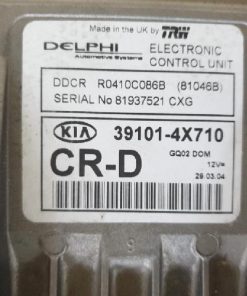 Made in the UK by TRW
DELPHI ELECTRONIC
Automotive Systems CONTROL UNIT
DDCR R0410C086B (81046B)
SERIAL No 81937521 CXG
KIA 39101-4X710
CR-D GQ02 DOM
12V=
29.03.04